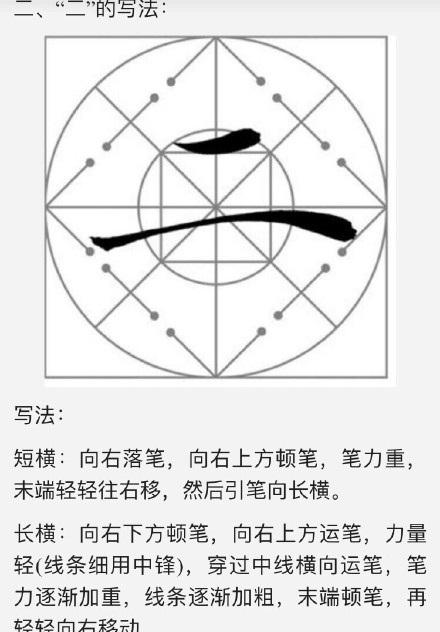 二、“二”的写法：
二
写法：
短横：向右落笔，向右上方顿笔，笔力重，
末端轻轻往右移，然后引笔向长横。
长横：向右下方顿笔，向右上方运笔，力量
轻(线条细用中锋)，穿过中线横向运笔，笔
力逐渐加重，线条逐渐加粗，末端顿笔，再
轻轻向右移动